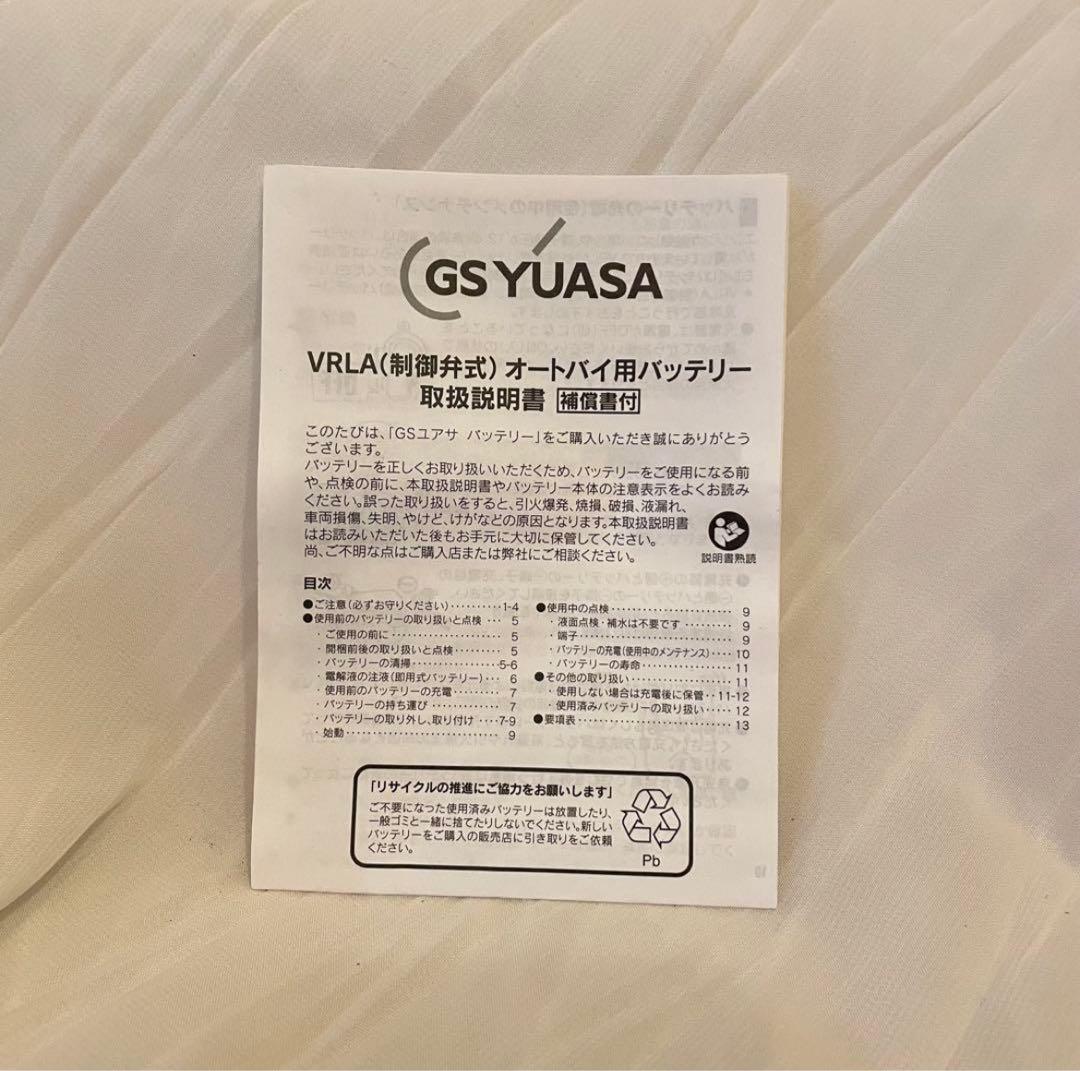 GS YUASA
VRLA(制御弁式) オートバイ用バッテリー
取扱説明書 補償書付
このたびは、「GSユアサ バッテリー」をご購入いただき誠にありがとう
ございます。
バッテリーを正しくお取り扱いいただくため、バッテリーをご使用になる前
や、点検の前に、本取扱説明書やバッテリー本体の注意表示をよくお読み
ください。誤った取り扱いをすると、引火爆発、焼損、破損、液漏れ、
車両損傷、失明、やけど、けがなどの原因となります。本取扱説明書
はお読みいただいた後もお手元に大切に保管してください。
尚、ご不明な点はご購入店または弊社にご相談ください。
説明書熟読
目次
●ご注意(必ずお守りください)··········1-4
●使用前のバッテリーの取り扱いと点検 ··· 5
・ご使用の前に ·················· 5
・開梱前後の取り扱いと点検·········· 5
・バッテリーの清掃···············5-6
・電解液の注液(即用式バッテリー)··· 6
・使用前のバッテリーの充電········· 7
・バッテリーの持ち運び ············ 7
・バッテリーの取り外し、取り付け ····7-9
・始動························· 9
●使用中の点検···················· 9
・液面点検・補水は不要です ········· 9
・端子························· 9
・バッテリーの充電(使用中のメンテナンス)···· 10
・バッテリーの寿命················ 11
●その他の取り扱い················· 11
・使用しない場合は充電後に保管··11-12
・使用済みバッテリーの取り扱い····· 12
●要項表························· 13
「リサイクルの推進にご協力をお願いします」
ご不要になった使用済みバッテリーは放置したり、
一般ゴミと一緒に捨てたりしないでください。新しい
バッテリーをご購入の販売店に引き取りをご依頼
ください。
Pb